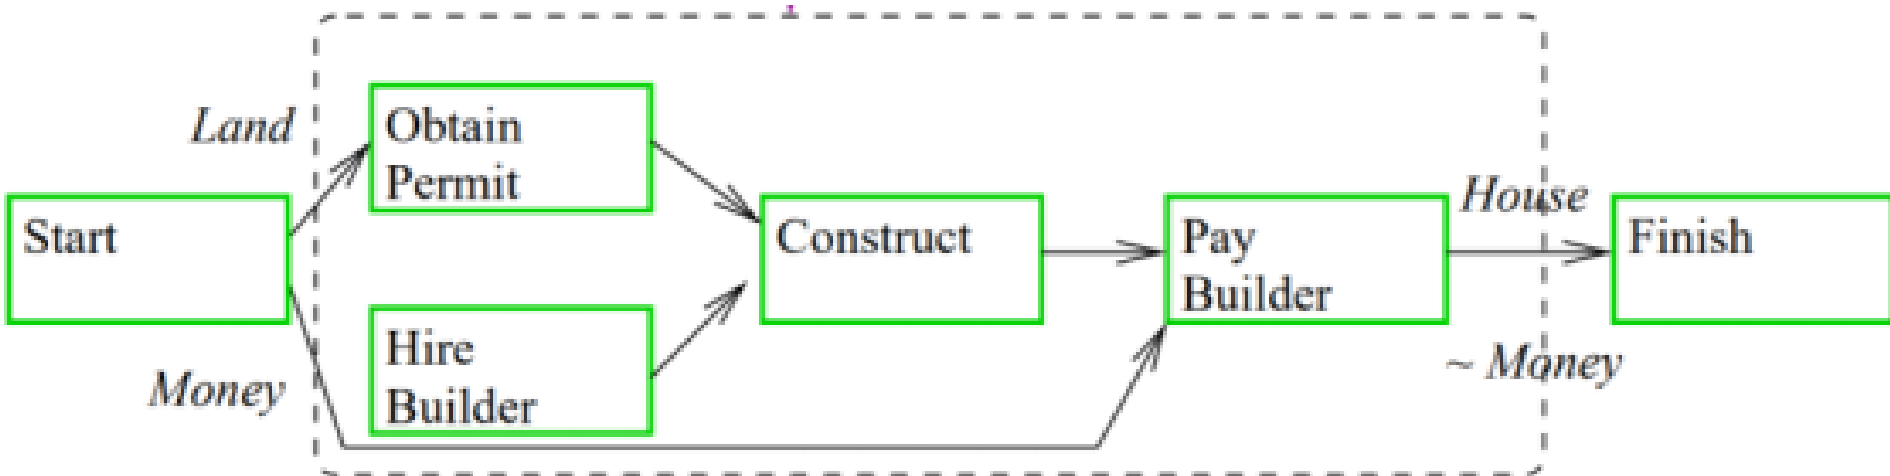 Land
Obtain
Permit
Start
Construct
Pay
Builder
House
Finish
Hire
Builder
Money
~ Money